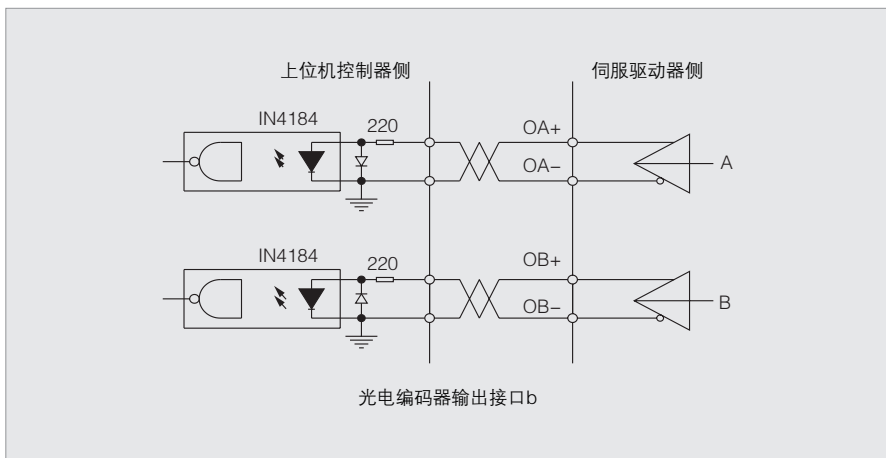 上位机控制器侧
伺服驱动器侧
IN4184
220
OA+
OA−
A
IN4184
220
OB+
OB−
B
光电编码器输出接口b